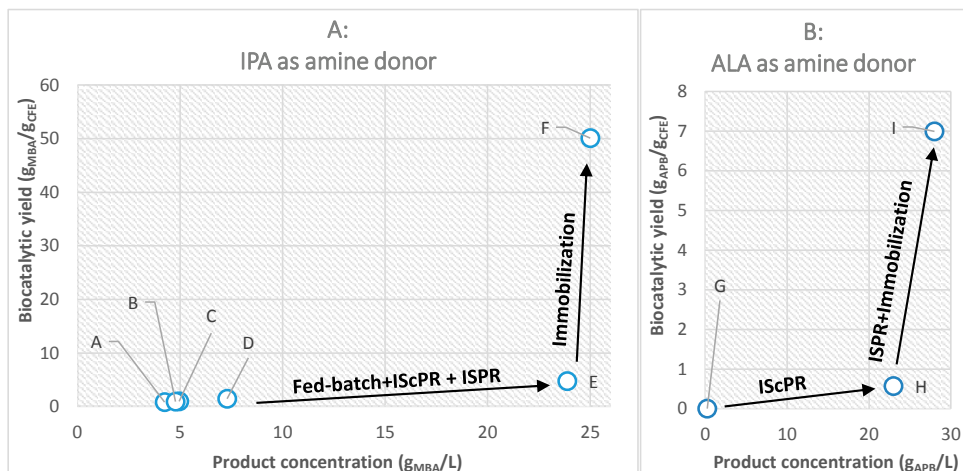 A:
IPA as amine donor
Biocatalytic yield (gMBA/gCFE)
60
50
40
30
20
10
0
0
5
10
15
20
25
Product concentration (gMBA/L)
A
B
C
D
E
F
Fed-batch+IScPR + ISPR
Immobilization
B:
ALA as amine donor
Biocatalytic yield (gAPB/gCFE)
8
7
6
5
4
3
2
1
0
0
10
20
30
Product concentration (gAPB/L)
G
H
I
IScPR
ISPR+Immobilization